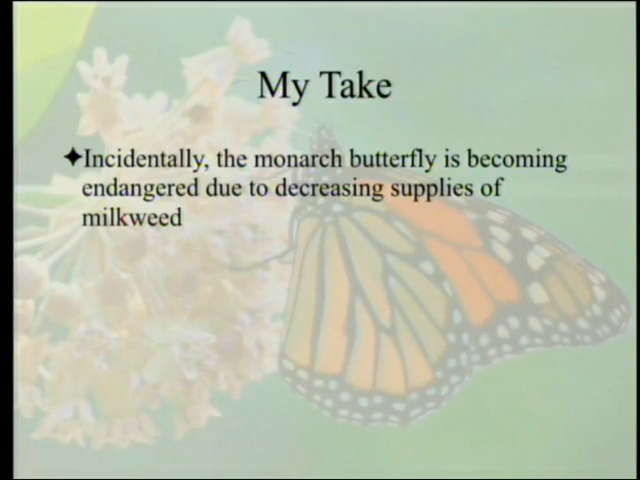 My Take
✦Incidentally, the monarch butterfly is becoming
endangered due to decreasing supplies of
milkweed